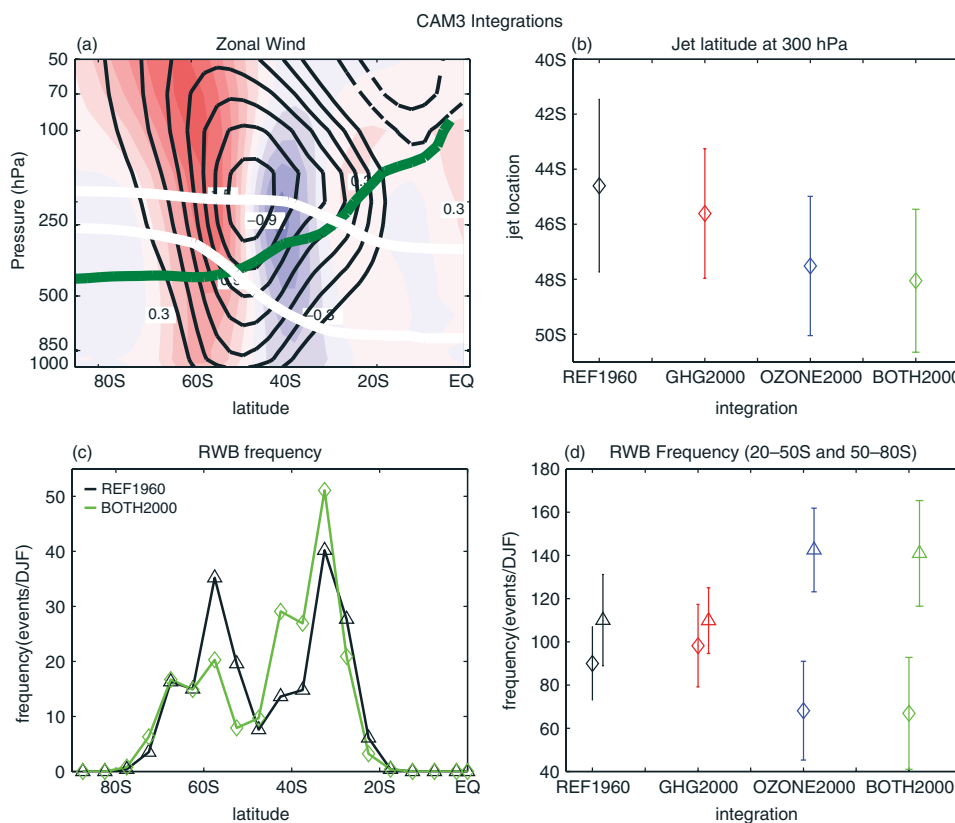 CAM3 Integrations
(a) Zonal Wind
50
70
100
250
500
850
1000
Pressure (hPa)
−0.9
0.3
0.3
−0.3
80S 60S 40S 20S EQ
latitude
(b) Jet latitude at 300 hPa
40S
42S
44S
46S
48S
50S
jet location
REF1960 GHG2000 OZONE2000 BOTH2000
integration
(c) RWB frequency
REF1960
BOTH2000
50
40
30
20
10
0
frequency(events/DJF)
80S 60S 40S 20S EQ
latitude
(d) RWB Frequency (20–50S and 50–80S)
180
160
140
120
100
80
60
40
frequency(events/DJF)
REF1960 GHG2000 OZONE2000 BOTH2000
integration